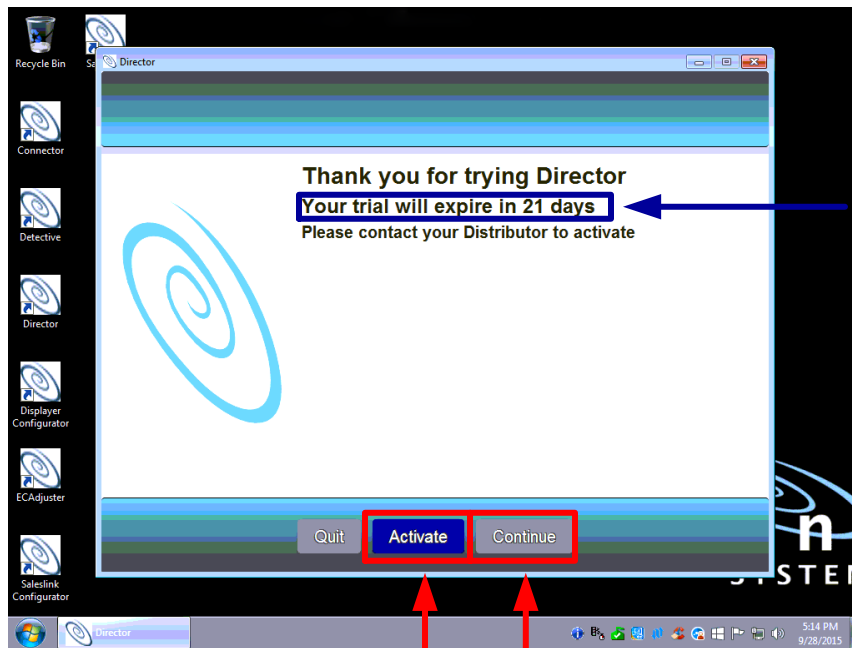 Recycle Bin
Sa
Connector
Detective
Director
Displayer
Configurator
ECAdjuster
Saleslink
Configurator
Director
Thank you for trying Director
Your trial will expire in 21 days
Please contact your Distributor to activate
Quit
Activate
Continue
n
SYSTEM
Director
5:14 PM
9/28/2015